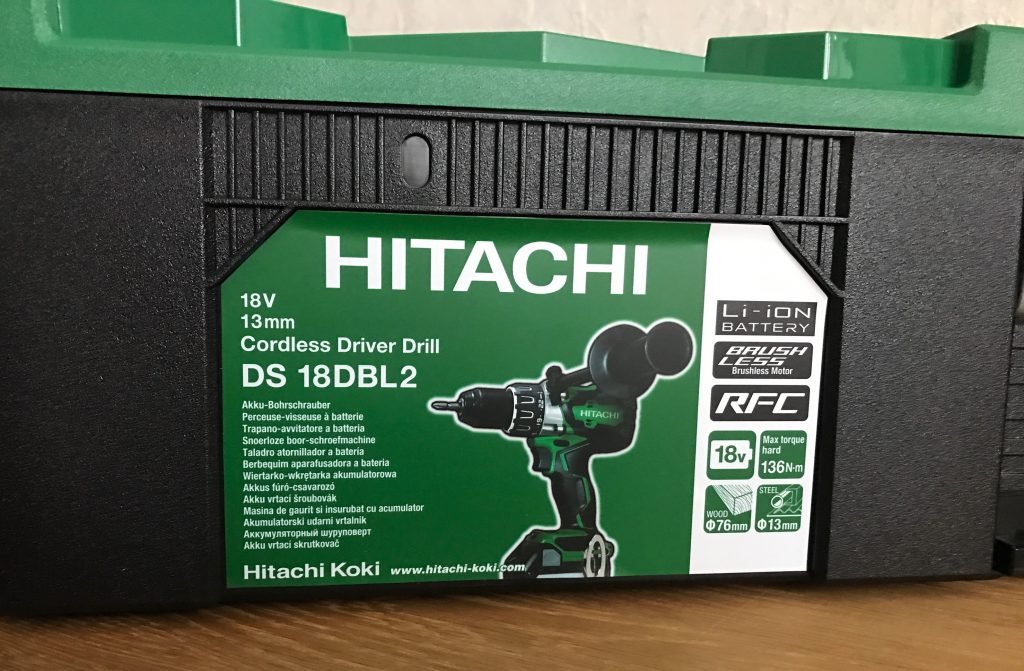 HITACHI
18V
13mm
Cordless Driver Drill
DS 18DBL2
Akku-Bohrschrauber
Perceuse-visseuse à batterie
Trapano-avvitatore a batteria
Snoerloze boor-schroefmachine
Taladro atornillador a batería
Berbequim aparafusadora a bateria
Wiertarko-wkrętarka akumulatorowa
Akkus fúró-csavarozó
Akku vrtací šroubovák
Masina de gaurit si insurubat cu acumulator
Akumulatorski udarni vrtalnik
Аккумуляторный шуруповерт
Aku vrtací skrutkovač
Hitachi Koki www.hitachi-koki.com
HITACHI
19 22
Li-ion
BATTERY
BRUSH
LESS
Brushless Motor
RFC
18v
Max torque
hard
136N·m
WOOD
Φ76mm
STEEL
Φ13mm